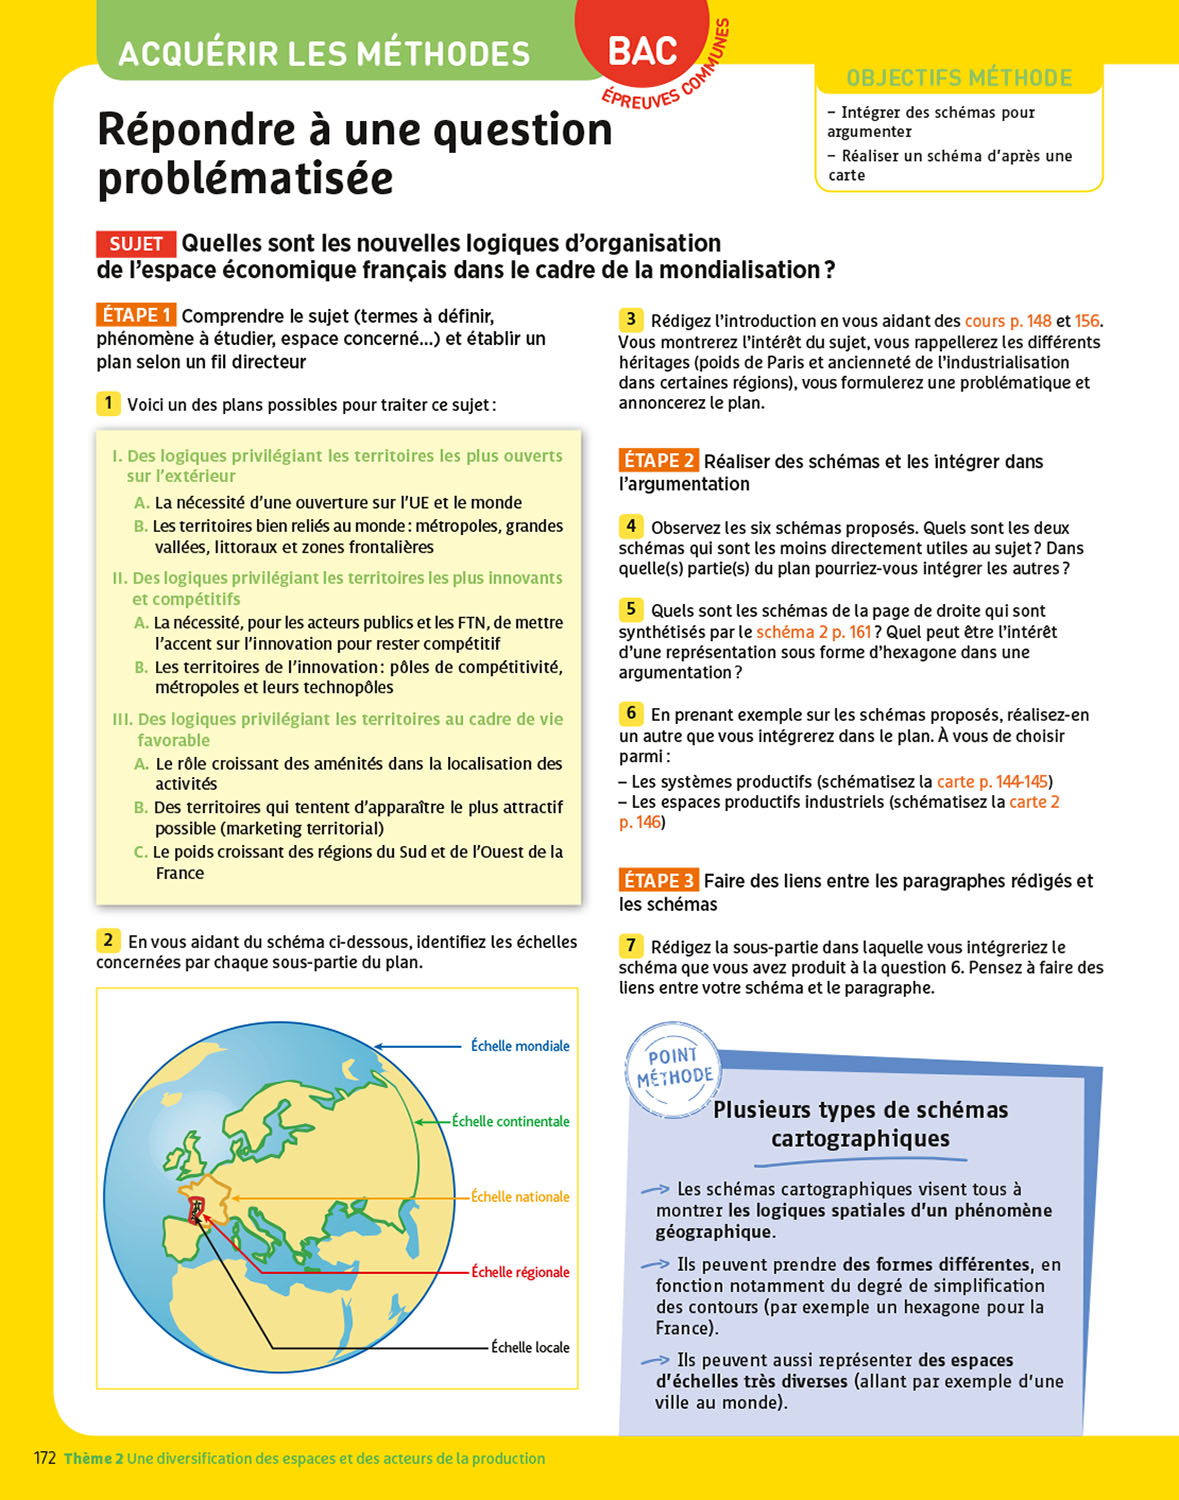 ACQUÉRIR LES MÉTHODES
BAC
ÉPREUVES COMMUNES
OBJECTIFS MÉTHODE
– Intégrer des schémas pour
argumenter
– Réaliser un schéma d'après une
carte
Répondre à une question
problématisée
SUJET Quelles sont les nouvelles logiques d'organisation
de l'espace économique français dans le cadre de la mondialisation ?
ÉTAPE 1 Comprendre le sujet (termes à définir,
phénomène à étudier, espace concerné…) et établir un
plan selon un fil directeur
1 Voici un des plans possibles pour traiter ce sujet :
I. Des logiques privilégiant les territoires les plus ouverts
sur l'extérieur
A. La nécessité d'une ouverture sur l'UE et le monde
B. Les territoires bien reliés au monde : métropoles, grandes
vallées, littoraux et zones frontalières
II. Des logiques privilégiant les territoires les plus innovants
et compétitifs
A. La nécessité, pour les acteurs publics et les FTN, de mettre
l'accent sur l'innovation pour rester compétitif
B. Les territoires de l'innovation : pôles de compétitivité,
métropoles et leurs technopôles
III. Des logiques privilégiant les territoires au cadre de vie
favorable
A. Le rôle croissant des aménités dans la localisation des
activités
B. Des territoires qui tentent d'apparaître le plus attractif
possible (marketing territorial)
C. Le poids croissant des régions du Sud et de l'Ouest de la
France
2 En vous aidant du schéma ci-dessous, identifiez les échelles
concernées par chaque sous-partie du plan.
Échelle mondiale
Échelle continentale
Échelle nationale
Échelle régionale
Échelle locale
3 Rédigez l'introduction en vous aidant des cours p. 148 et 156.
Vous montrerez l'intérêt du sujet, vous rappellerez les différents
héritages (poids de Paris et ancienneté de l'industrialisation
dans certaines régions), vous formulerez une problématique et
annoncerez le plan.
ÉTAPE 2 Réaliser des schémas et les intégrer dans
l'argumentation
4 Observez les six schémas proposés. Quels sont les deux
schémas qui sont les moins directement utiles au sujet ? Dans
quelle(s) partie(s) du plan pourriez-vous intégrer les autres ?
5 Quels sont les schémas de la page de droite qui sont
synthétisés par le schéma 2 p. 161 ? Quel peut être l'intérêt
d'une représentation sous forme d'hexagone dans une
argumentation ?
6 En prenant exemple sur les schémas proposés, réalisez-en
un autre que vous intégrerez dans le plan. À vous de choisir
parmi :
– Les systèmes productifs (schématisez la carte p. 144-145)
– Les espaces productifs industriels (schématisez la carte 2
p. 146)
ÉTAPE 3 Faire des liens entre les paragraphes rédigés et
les schémas
7 Rédigez la sous-partie dans laquelle vous intégreriez le
schéma que vous avez produit à la question 6. Pensez à faire des
liens entre votre schéma et le paragraphe.
POINT
MÉTHODE
Plusieurs types de schémas
cartographiques
Les schémas cartographiques visent tous à
montrer les logiques spatiales d'un phénomène
géographique.
Ils peuvent prendre des formes différentes, en
fonction notamment du degré de simplification
des contours (par exemple un hexagone pour la
France).
Ils peuvent aussi représenter des espaces
d'échelles très diverses (allant par exemple d'une
ville au monde).
172 Thème 2 Une diversification des espaces et des acteurs de la production